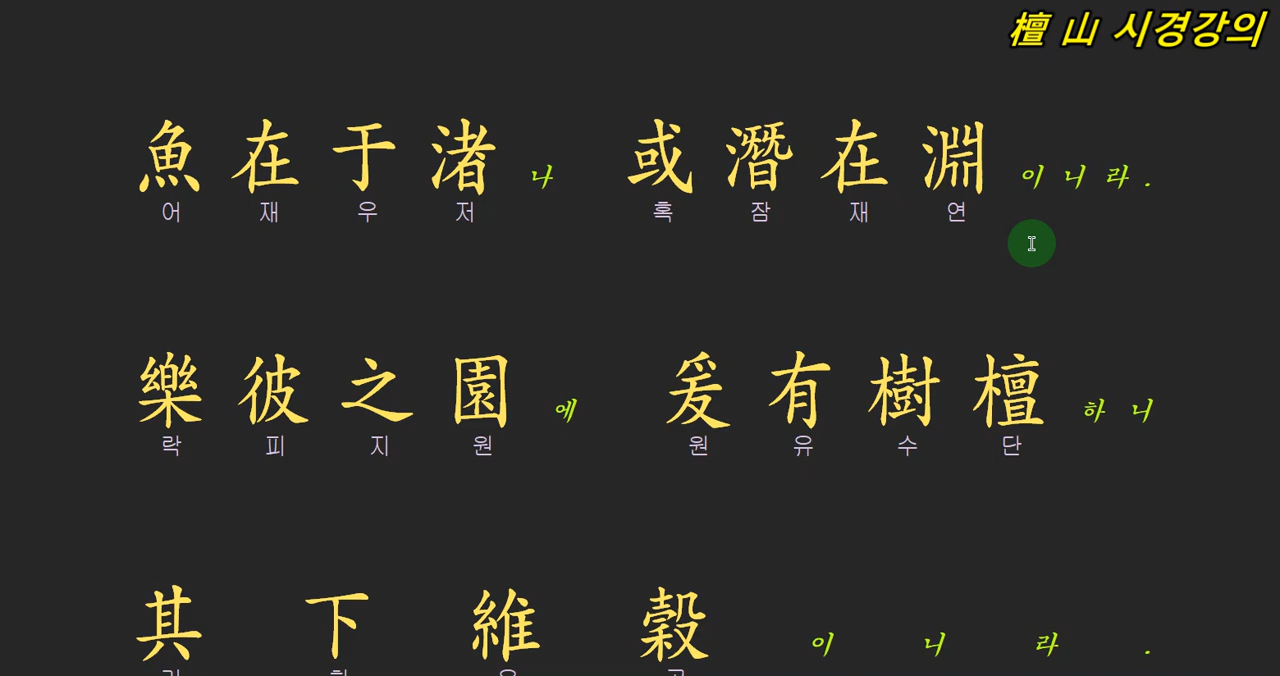 檀 山 시경강의
魚 在 于 渚 나 或 潛 在 淵 이 니 라 .
어 재 우 저 혹 잠 재 연
樂 彼 之 園 에 爰 有 樹 檀 하 니
락 피 지 원 원 유 수 단
其 下 維 穀 이 니 라 .